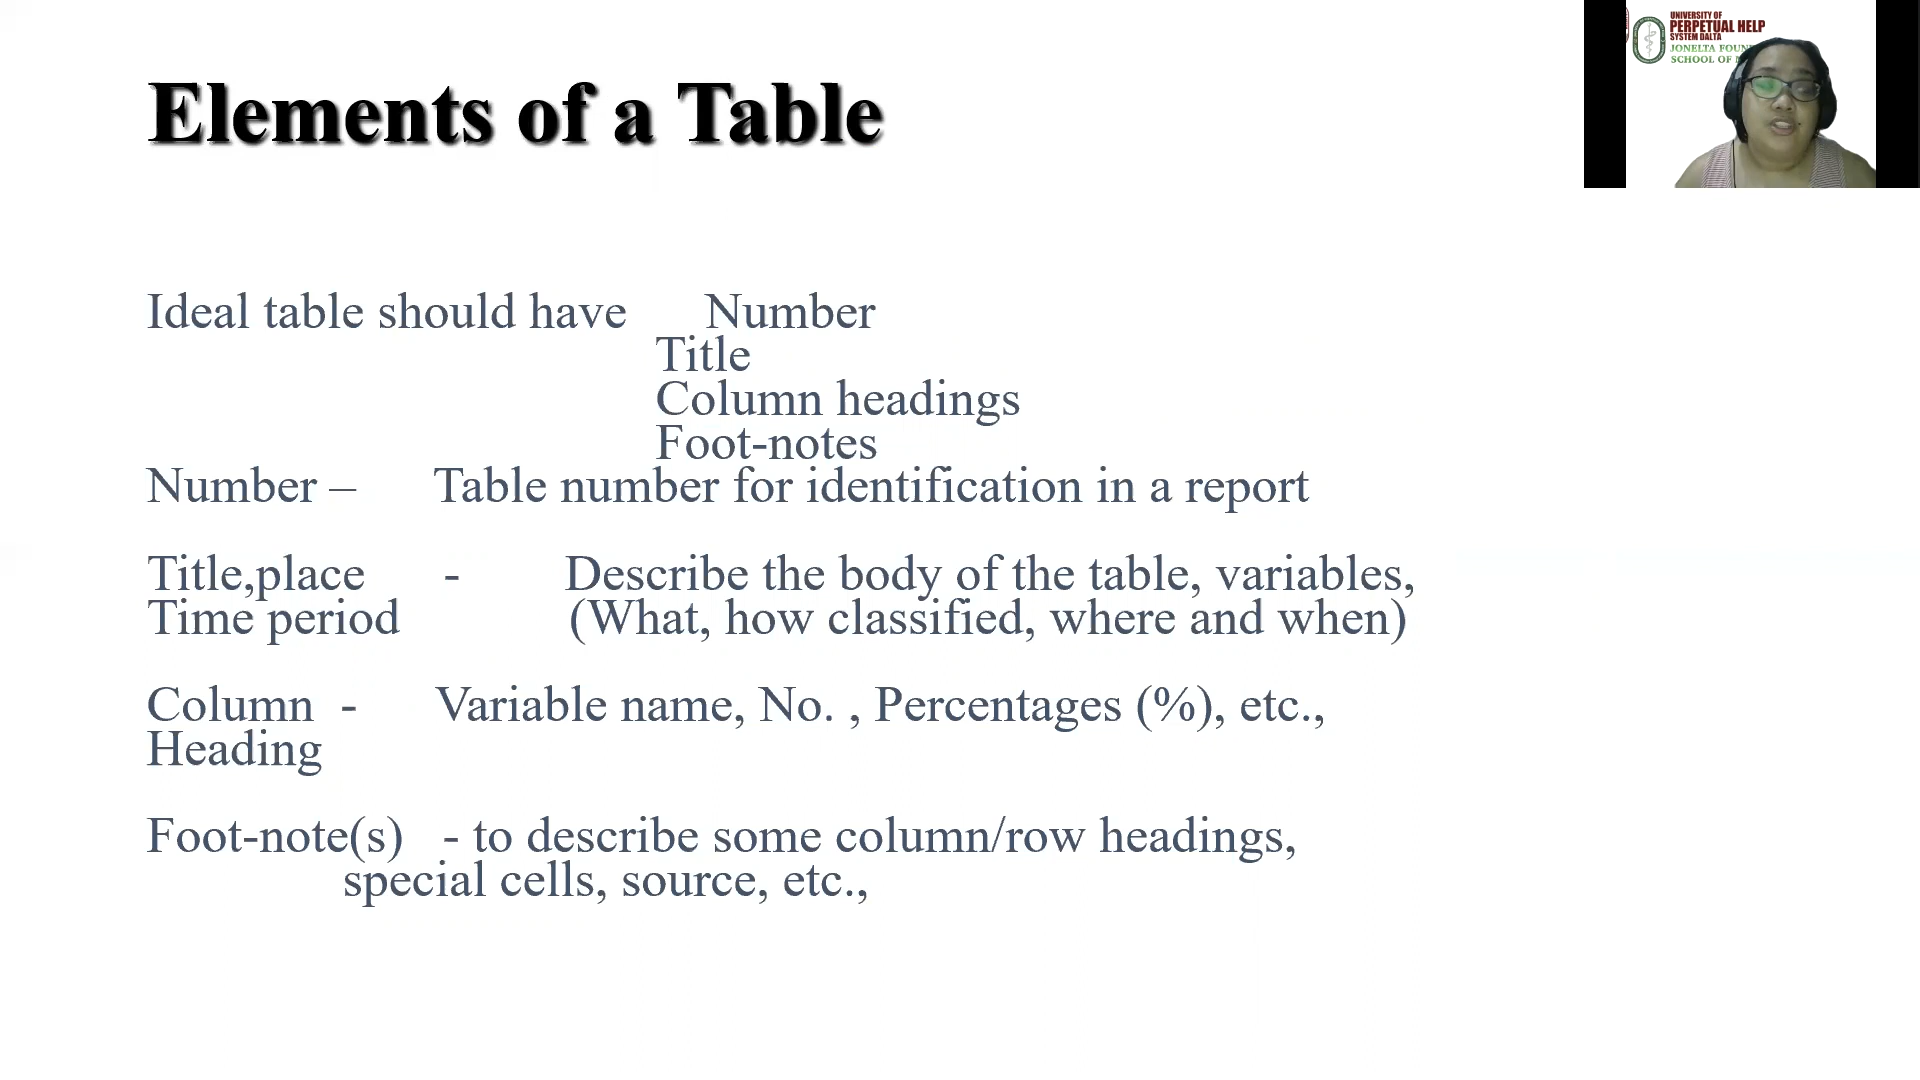 UNIVERSITY OF
PERPETUAL HELP
SYSTEM DALTA
JONELTA
SCHOOL OF
Elements of a Table
Ideal table should have Number
Title
Column headings
Foot-notes
Number – Table number for identification in a report
Title,place - Describe the body of the table, variables,
Time period (What, how classified, where and when)
Column - Variable name, No. , Percentages (%), etc.,
Heading
Foot-note(s) - to describe some column/row headings,
special cells, source, etc.,